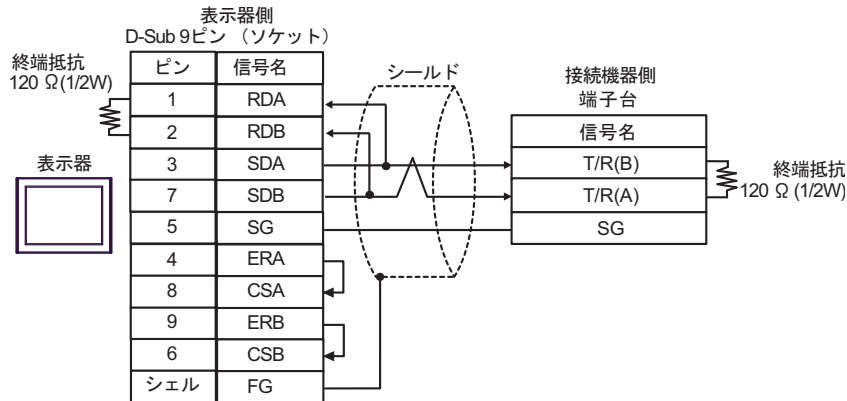 表示器側
D-Sub 9ピン （ソケット）
終端抵抗
120 Ω(1/2W)
ピン 信号名
1 RDA
2 RDB
3 SDA
7 SDB
5 SG
4 ERA
8 CSA
9 ERB
6 CSB
シェル FG
表示器
シールド
接続機器側
端子台
信号名
T/R(B)
T/R(A)
SG
終端抵抗
120 Ω (1/2W)